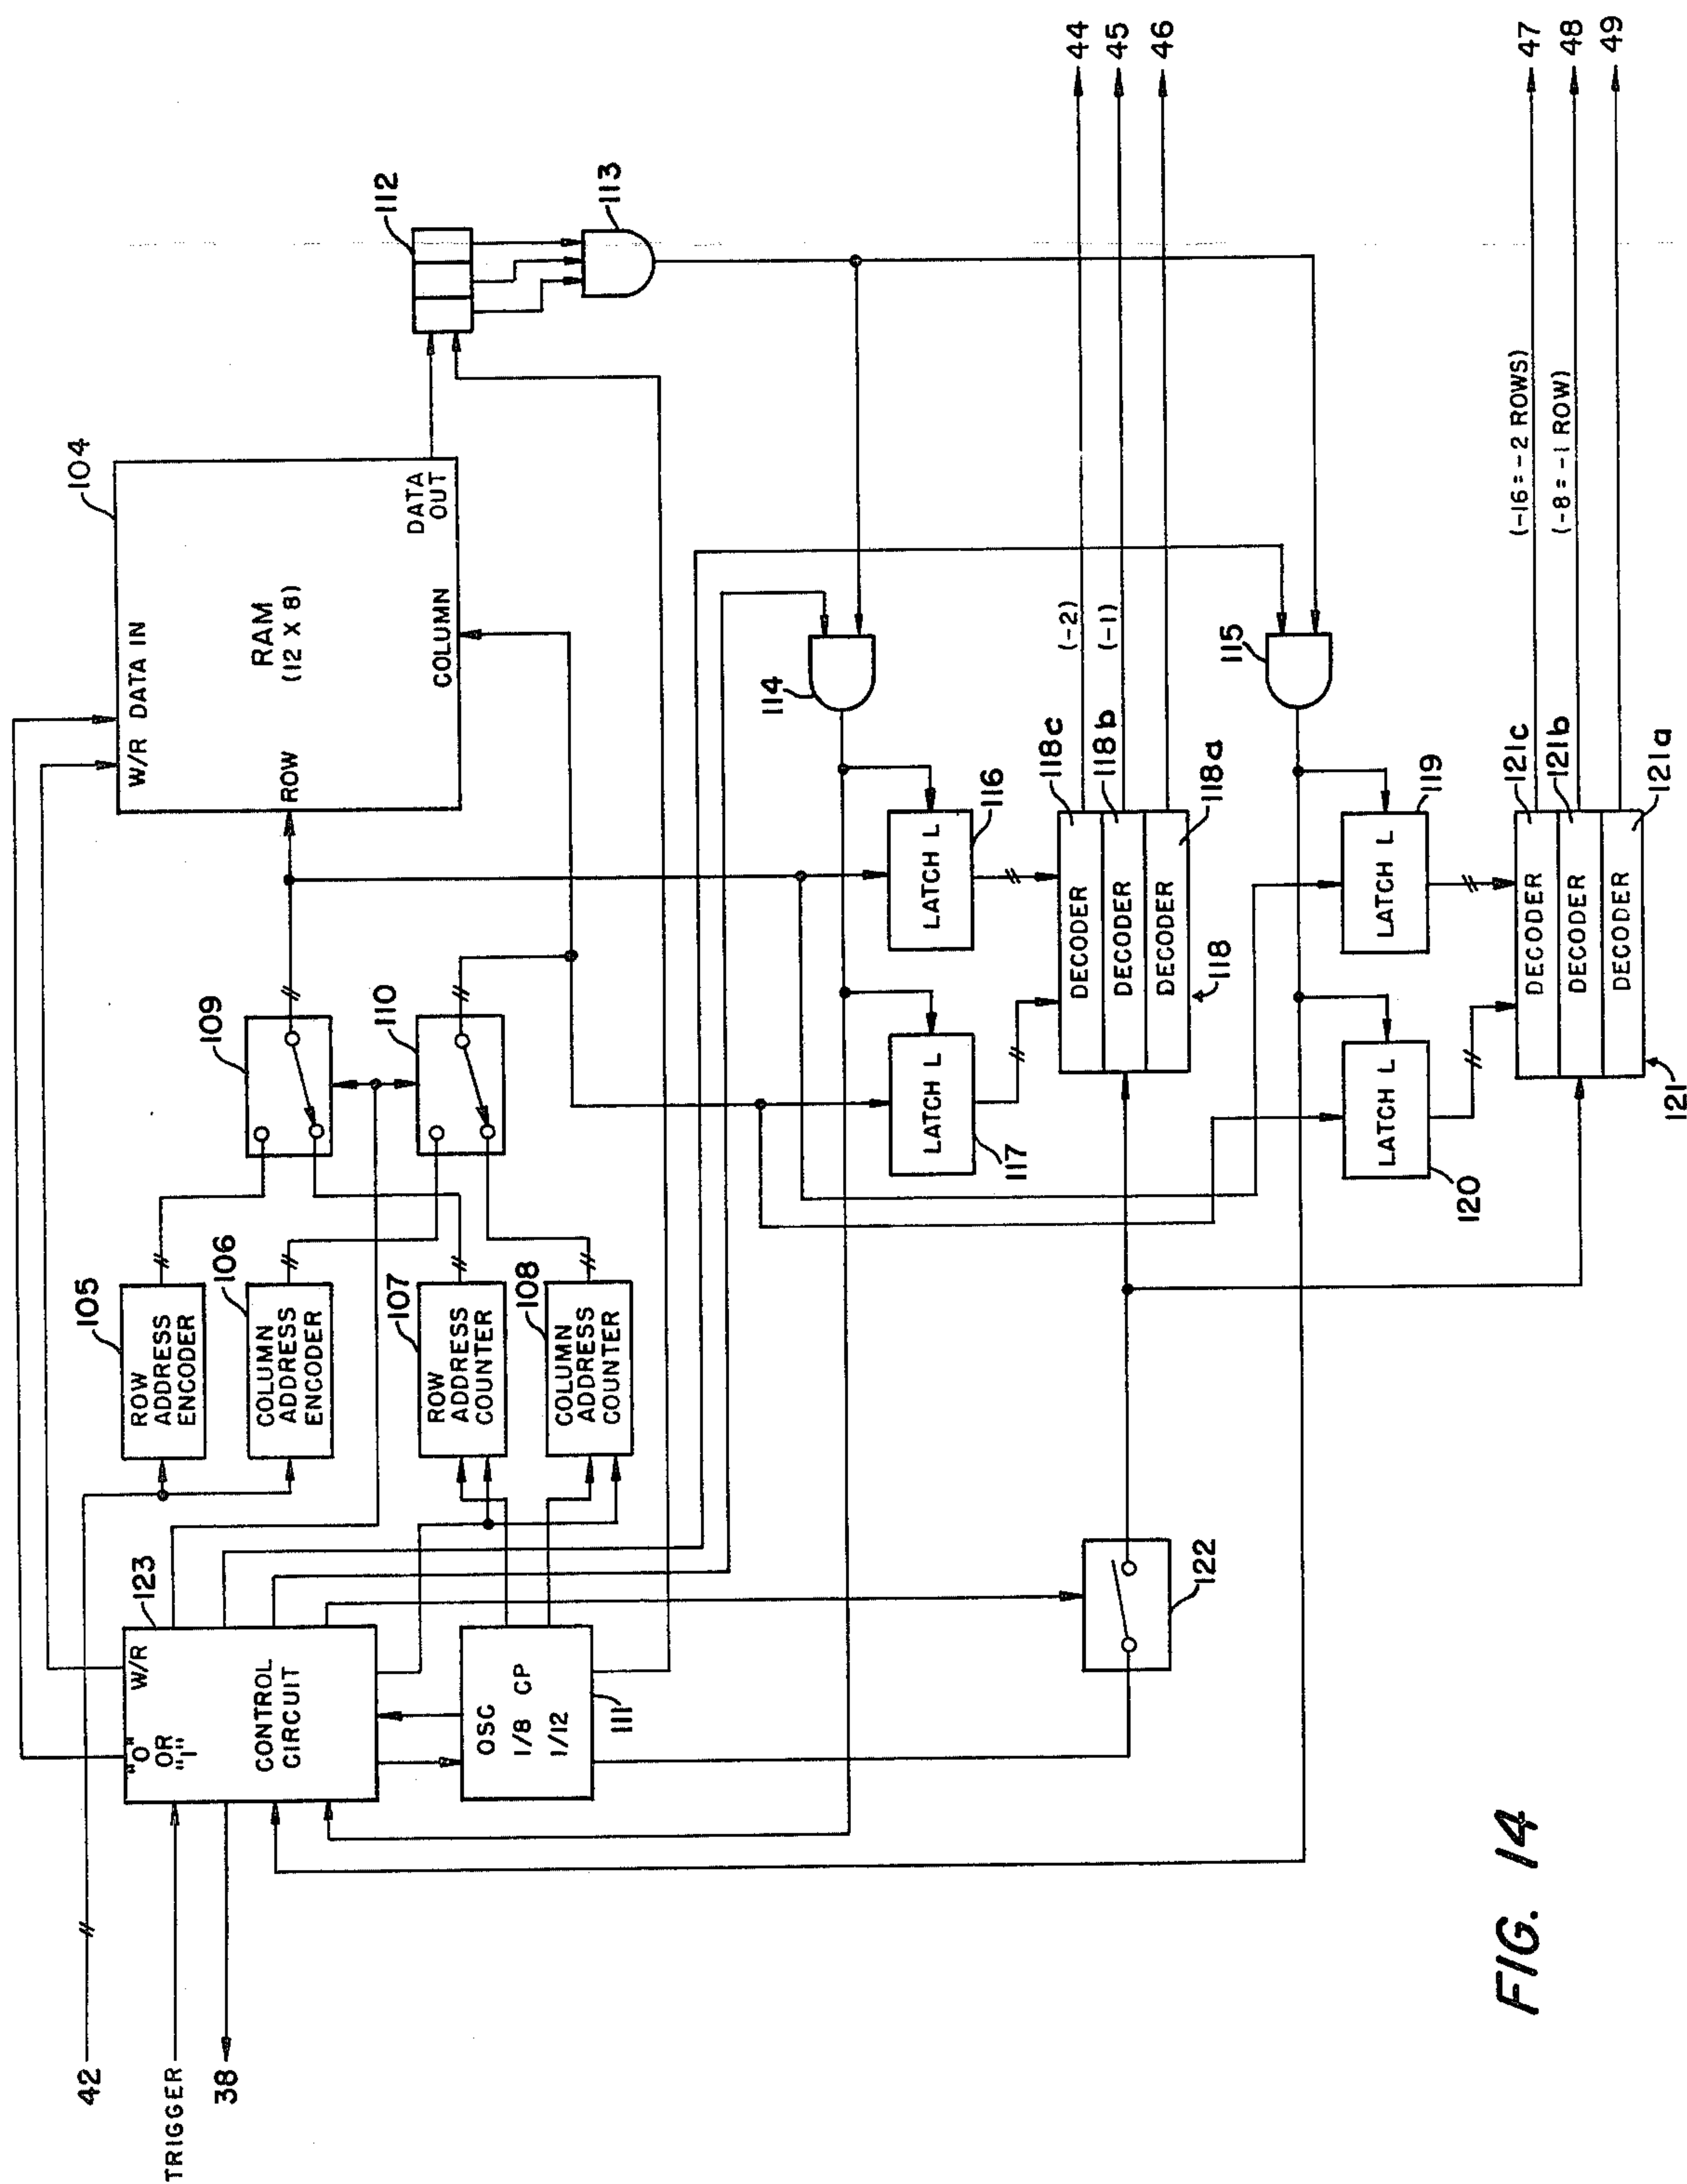 42
TRIGGER
38
"0"
OR
"1"
W/R
CONTROL
CIRCUIT
123
OSC
1/8 CP
1/12
111
ROW
ADDRESS
ENCODER
105
COLUMN
ADDRESS
ENCODER
106
ROW
ADDRESS
COUNTER
107
COLUMN
ADDRESS
COUNTER
108
109
110
W/R DATA IN
ROW
RAM
(12 X 8)
COLUMN
DATA
OUT
104
112
113
114
115
LATCH L
116
LATCH L
117
DECODER
DECODER
DECODER
118c
118b
118a
118
(-2)
(-1)
44
45
46
LATCH L
119
LATCH L
120
DECODER
DECODER
DECODER
121c
121b
121a
121
(-16 = -2 ROWS)
(-8 = -1 ROW)
47
48
49
122
FIG. 14